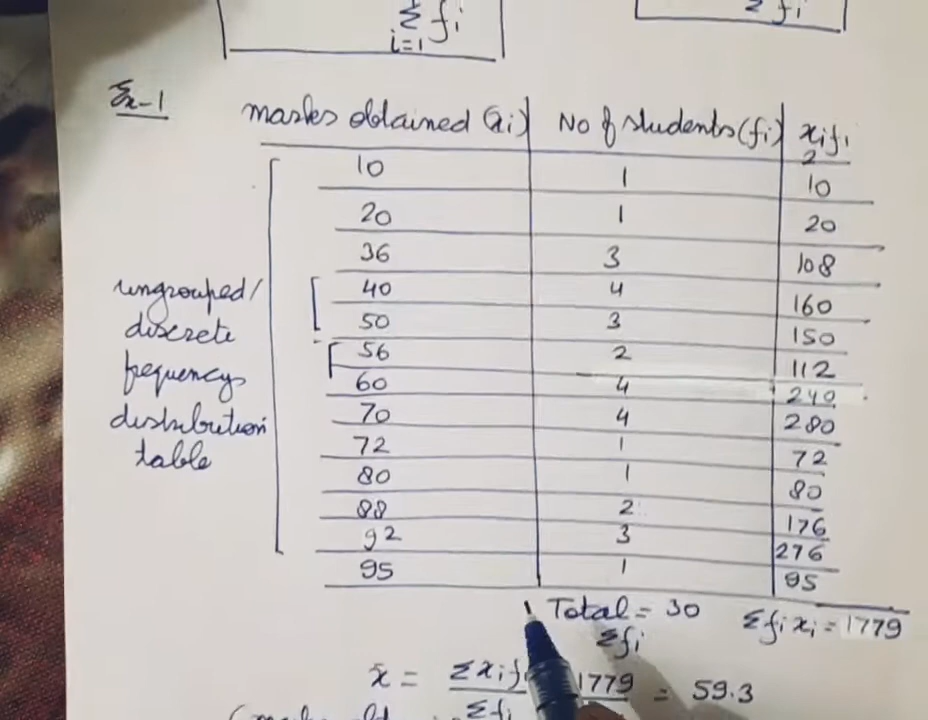 Σ fi
i=1
Σ fi
Ex-1
marks obtained (xi) No of students (fi) xifi
10 1 10
20 1 20
36 3 108
40 4 160
50 3 150
56 2 112
60 4 240
70 4 280
72 1 72
80 1 80
88 2 176
92 3 276
95 1 95
ungrouped/
discrete
frequency
distribution
table
Total = 30 Σfixi = 1779
Σfi
x̄ = Σxifi 1779 = 59.3
Σfi